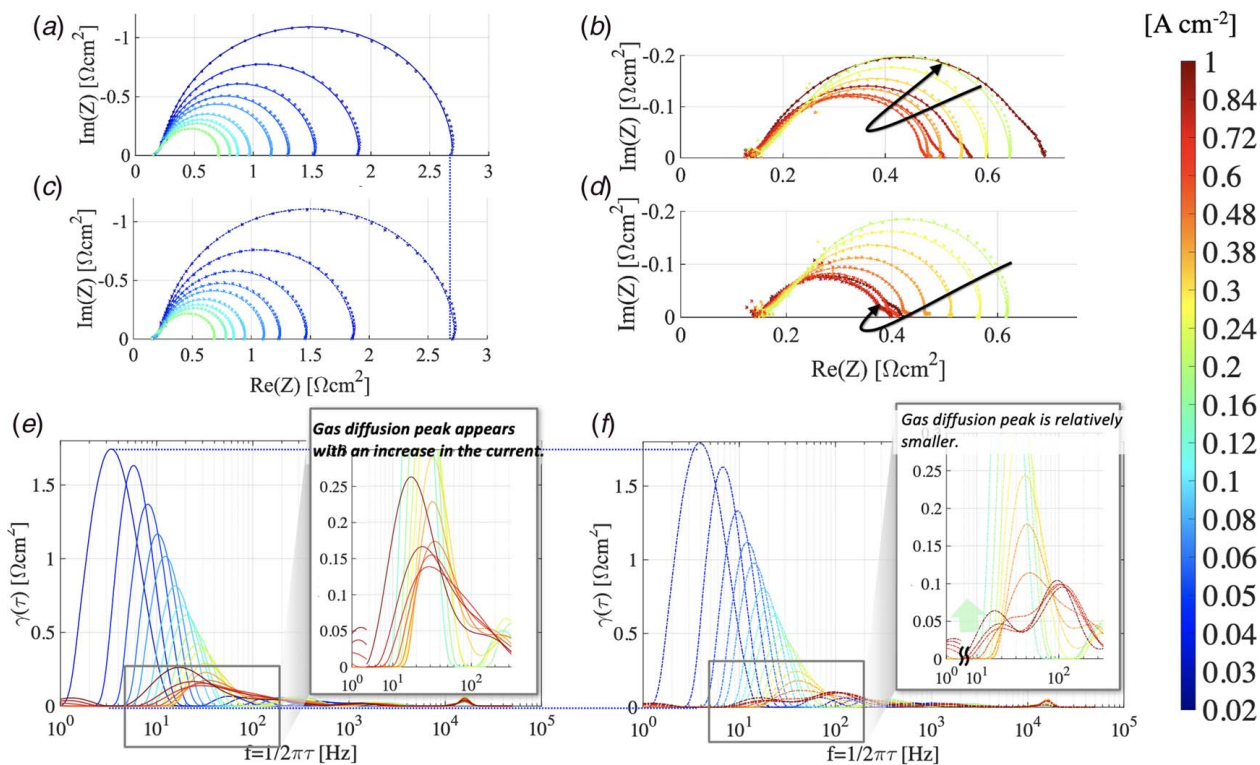 (a)
Im(Z) [Ωcm²]
-1
-0.5
0
0 0.5 1 1.5 2 2.5 3
(b)
Im(Z) [Ωcm²]
-0.2
-0.1
0
0.2 0.4 0.6
(c)
Im(Z) [Ωcm²]
-1
-0.5
0
0 0.5 1 1.5 2 2.5 3
Re(Z) [Ωcm²]
(d)
Im(Z) [Ωcm²]
-0.2
-0.1
0
0.2 0.4 0.6
Re(Z) [Ωcm²]
[A cm⁻²]
1
0.84
0.72
0.6
0.48
0.36
0.3
0.24
0.2
0.16
0.12
0.1
0.08
0.06
0.05
0.04
0.03
0.02
(e)
γ(τ) [Ωcm²]
1.5
1
0.5
0
10⁰ 10¹ 10² 10³ 10⁴ 10⁵
f=1/2πτ [Hz]
Gas diffusion peak appears
with an increase in the current.
0.25
0.2
0.15
0.1
0.05
0
10⁰ 10¹ 10²
(f)
γ(τ) [Ωcm²]
1.5
1
0.5
0
10⁰ 10¹ 10² 10³ 10⁴ 10⁵
f=1/2πτ [Hz]
Gas diffusion peak is relatively
smaller.
0.25
0.2
0.15
0.1
0.05
0
10⁰ 10¹ 10²